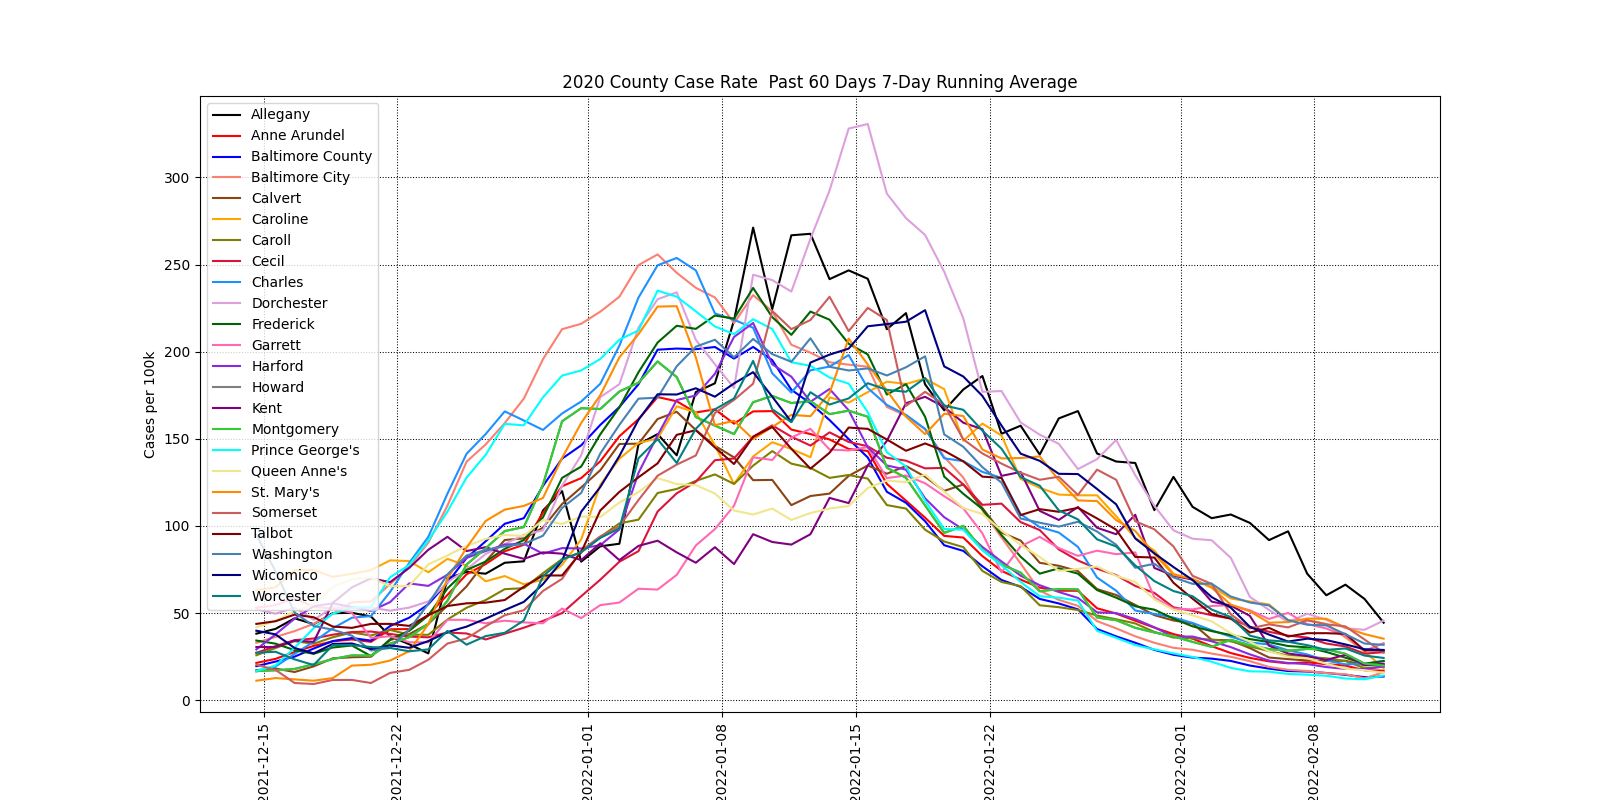 2020 County Case Rate  Past 60 Days 7-Day Running Average
Cases per 100k
300
250
200
150
100
50
0
Allegany
Anne Arundel
Baltimore County
Baltimore City
Calvert
Caroline
Caroll
Cecil
Charles
Dorchester
Frederick
Garrett
Harford
Howard
Kent
Montgomery
Prince George's
Queen Anne's
St. Mary's
Somerset
Talbot
Washington
Wicomico
Worcester
2021-12-15
2021-12-22
2022-01-01
2022-01-08
2022-01-15
2022-01-22
2022-02-01
2022-02-08